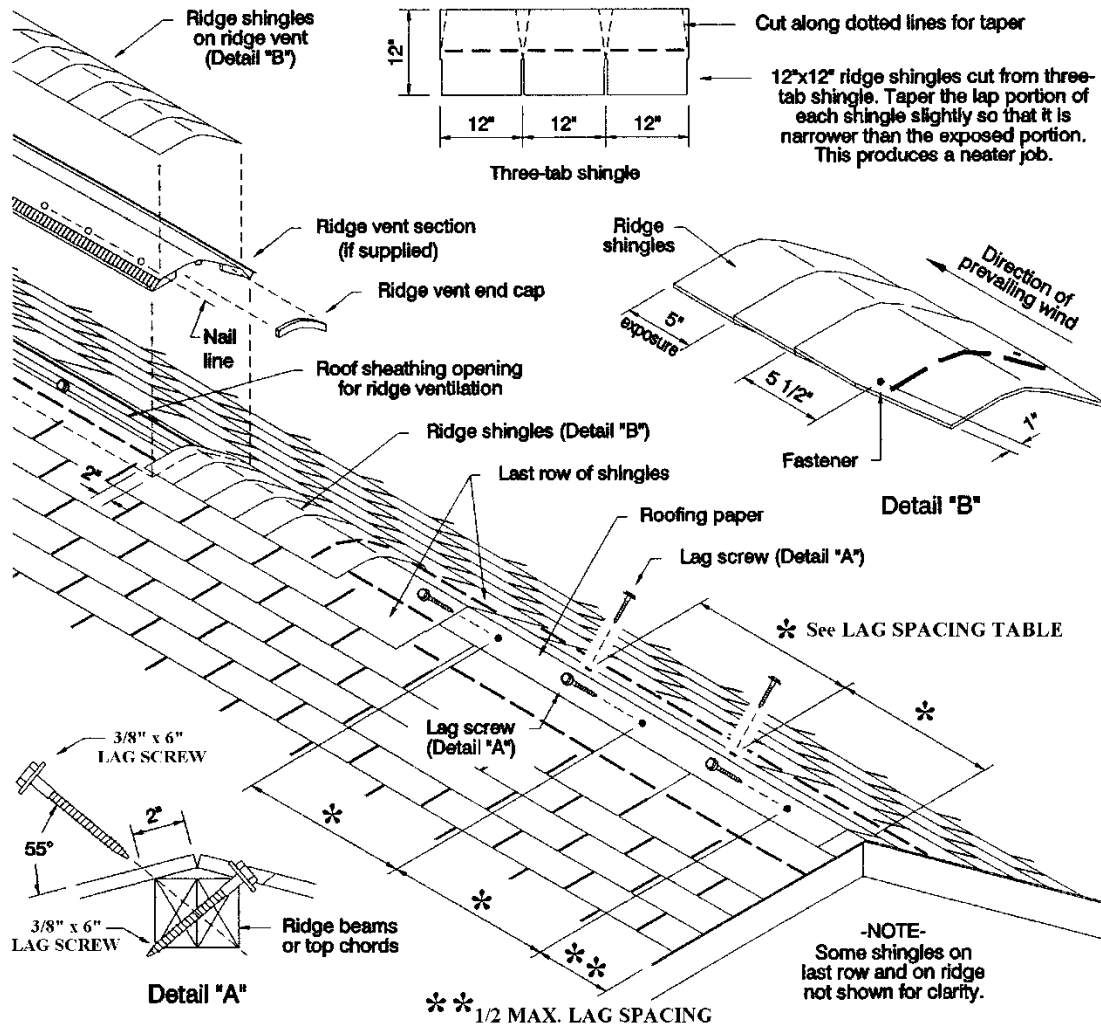 Ridge shingles
on ridge vent
(Detail "B")
12"
12"
12"
12"
Three-tab shingle
Cut along dotted lines for taper
12"x12" ridge shingles cut from three-
tab shingle. Taper the lap portion of
each shingle slightly so that it is
narrower than the exposed portion.
This produces a neater job.
Ridge vent section
(if supplied)
Ridge vent end cap
Nail
line
Roof sheathing opening
for ridge ventilation
Ridge shingles (Detail "B")
2"
Last row of shingles
Roofing paper
Lag screw (Detail "A")
Ridge
shingles
Direction of
prevailing wind
5"
exposure
5 1/2"
1"
Fastener
Detail "B"
* See LAG SPACING TABLE
*
Lag screw
(Detail "A")
3/8" x 6"
LAG SCREW
2"
55°
3/8" x 6"
LAG SCREW
Ridge beams
or top chords
Detail "A"
*
*
**
** 1/2 MAX. LAG SPACING
-NOTE-
Some shingles on
last row and on ridge
not shown for clarity.